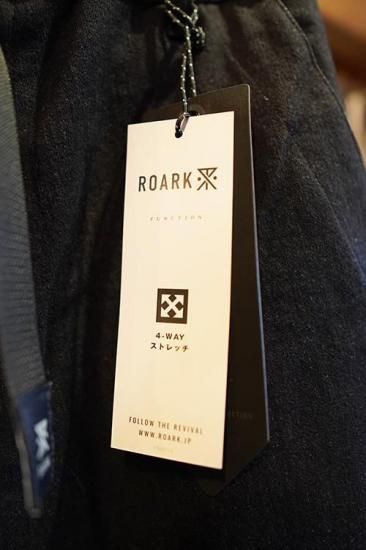 ROARK
FUNCTION
4-WAY
ストレッチ
FOLLOW THE REVIVAL
WWW.ROARK.JP